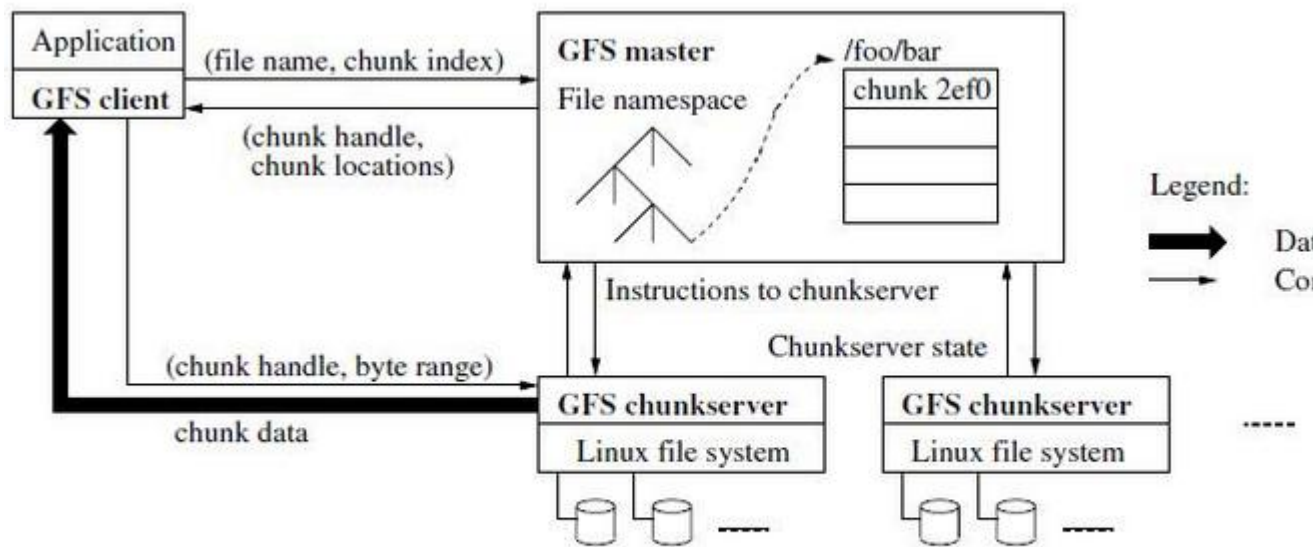 Application
GFS client
(file name, chunk index)
(chunk handle,
chunk locations)
GFS master
File namespace
/foo/bar
chunk 2ef0
Legend:
Instructions to chunkserver
Chunkserver state
(chunk handle, byte range)
chunk data
GFS chunkserver
Linux file system
GFS chunkserver
Linux file system